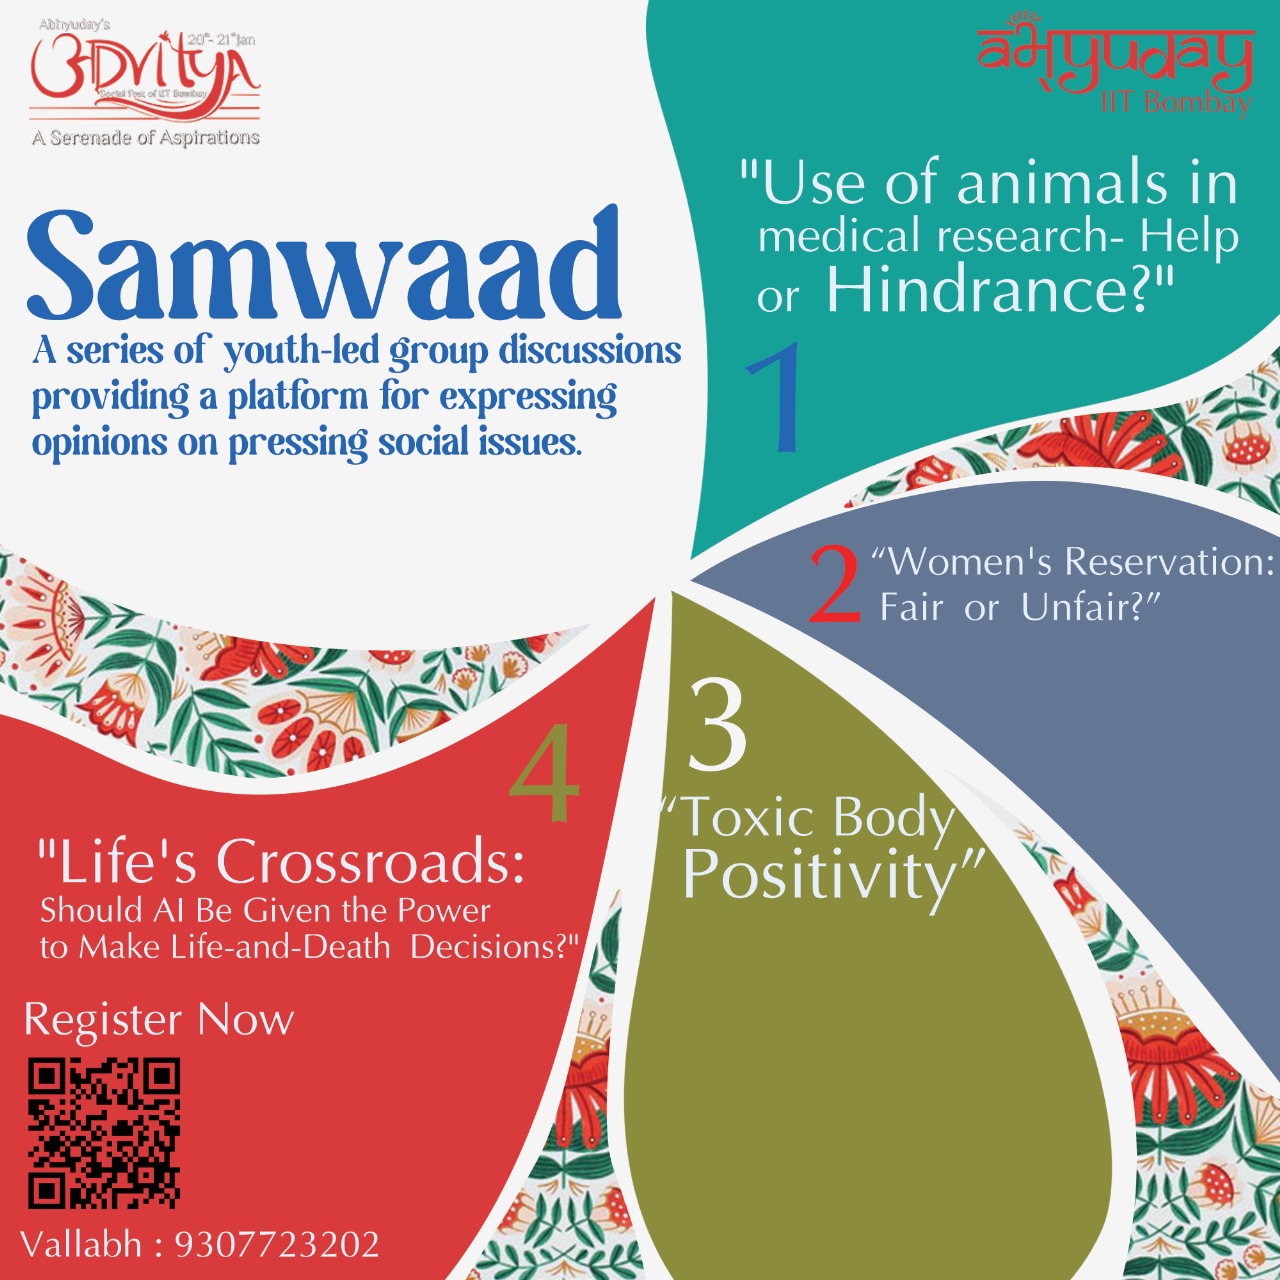 Abhyuday's
उDvitya
20th - 21st Jan
Social Fest of IIT Bombay
A Serenade of Aspirations
abhyuday
IIT Bombay
Samwaad
A series of youth-led group discussions
providing a platform for expressing
opinions on pressing social issues.
"Use of animals in
medical research- Help
or Hindrance?"
1
2
“Women's Reservation:
Fair or Unfair?”
3
“Toxic Body
Positivity”
4
"Life's Crossroads:
Should AI Be Given the Power
to Make Life-and-Death Decisions?"
Register Now
Vallabh : 9307723202